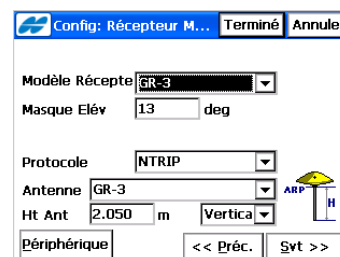 Config: Récepteur M... Terminé Annule
Modèle Récepte GR-3
Masque Elév 13 deg
Protocole NTRIP
Antenne GR-3
ARP
H
Ht Ant 2.050 m Vertica
Périphérique << Préc. Svt >>